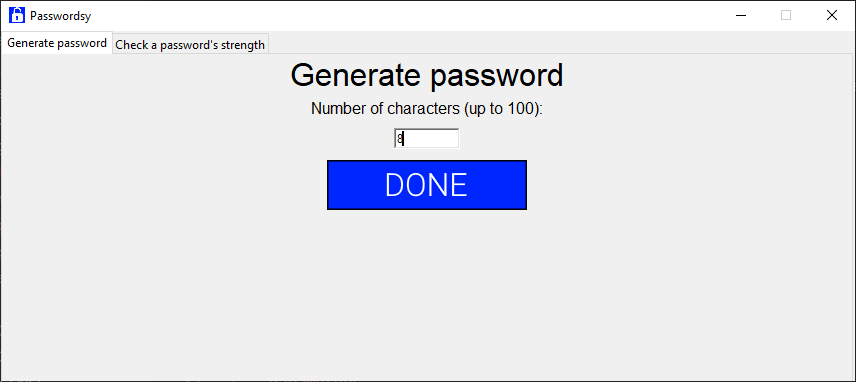 Passwordsy
Generate password Check a password's strength
Generate password
Number of characters (up to 100):
8
DONE